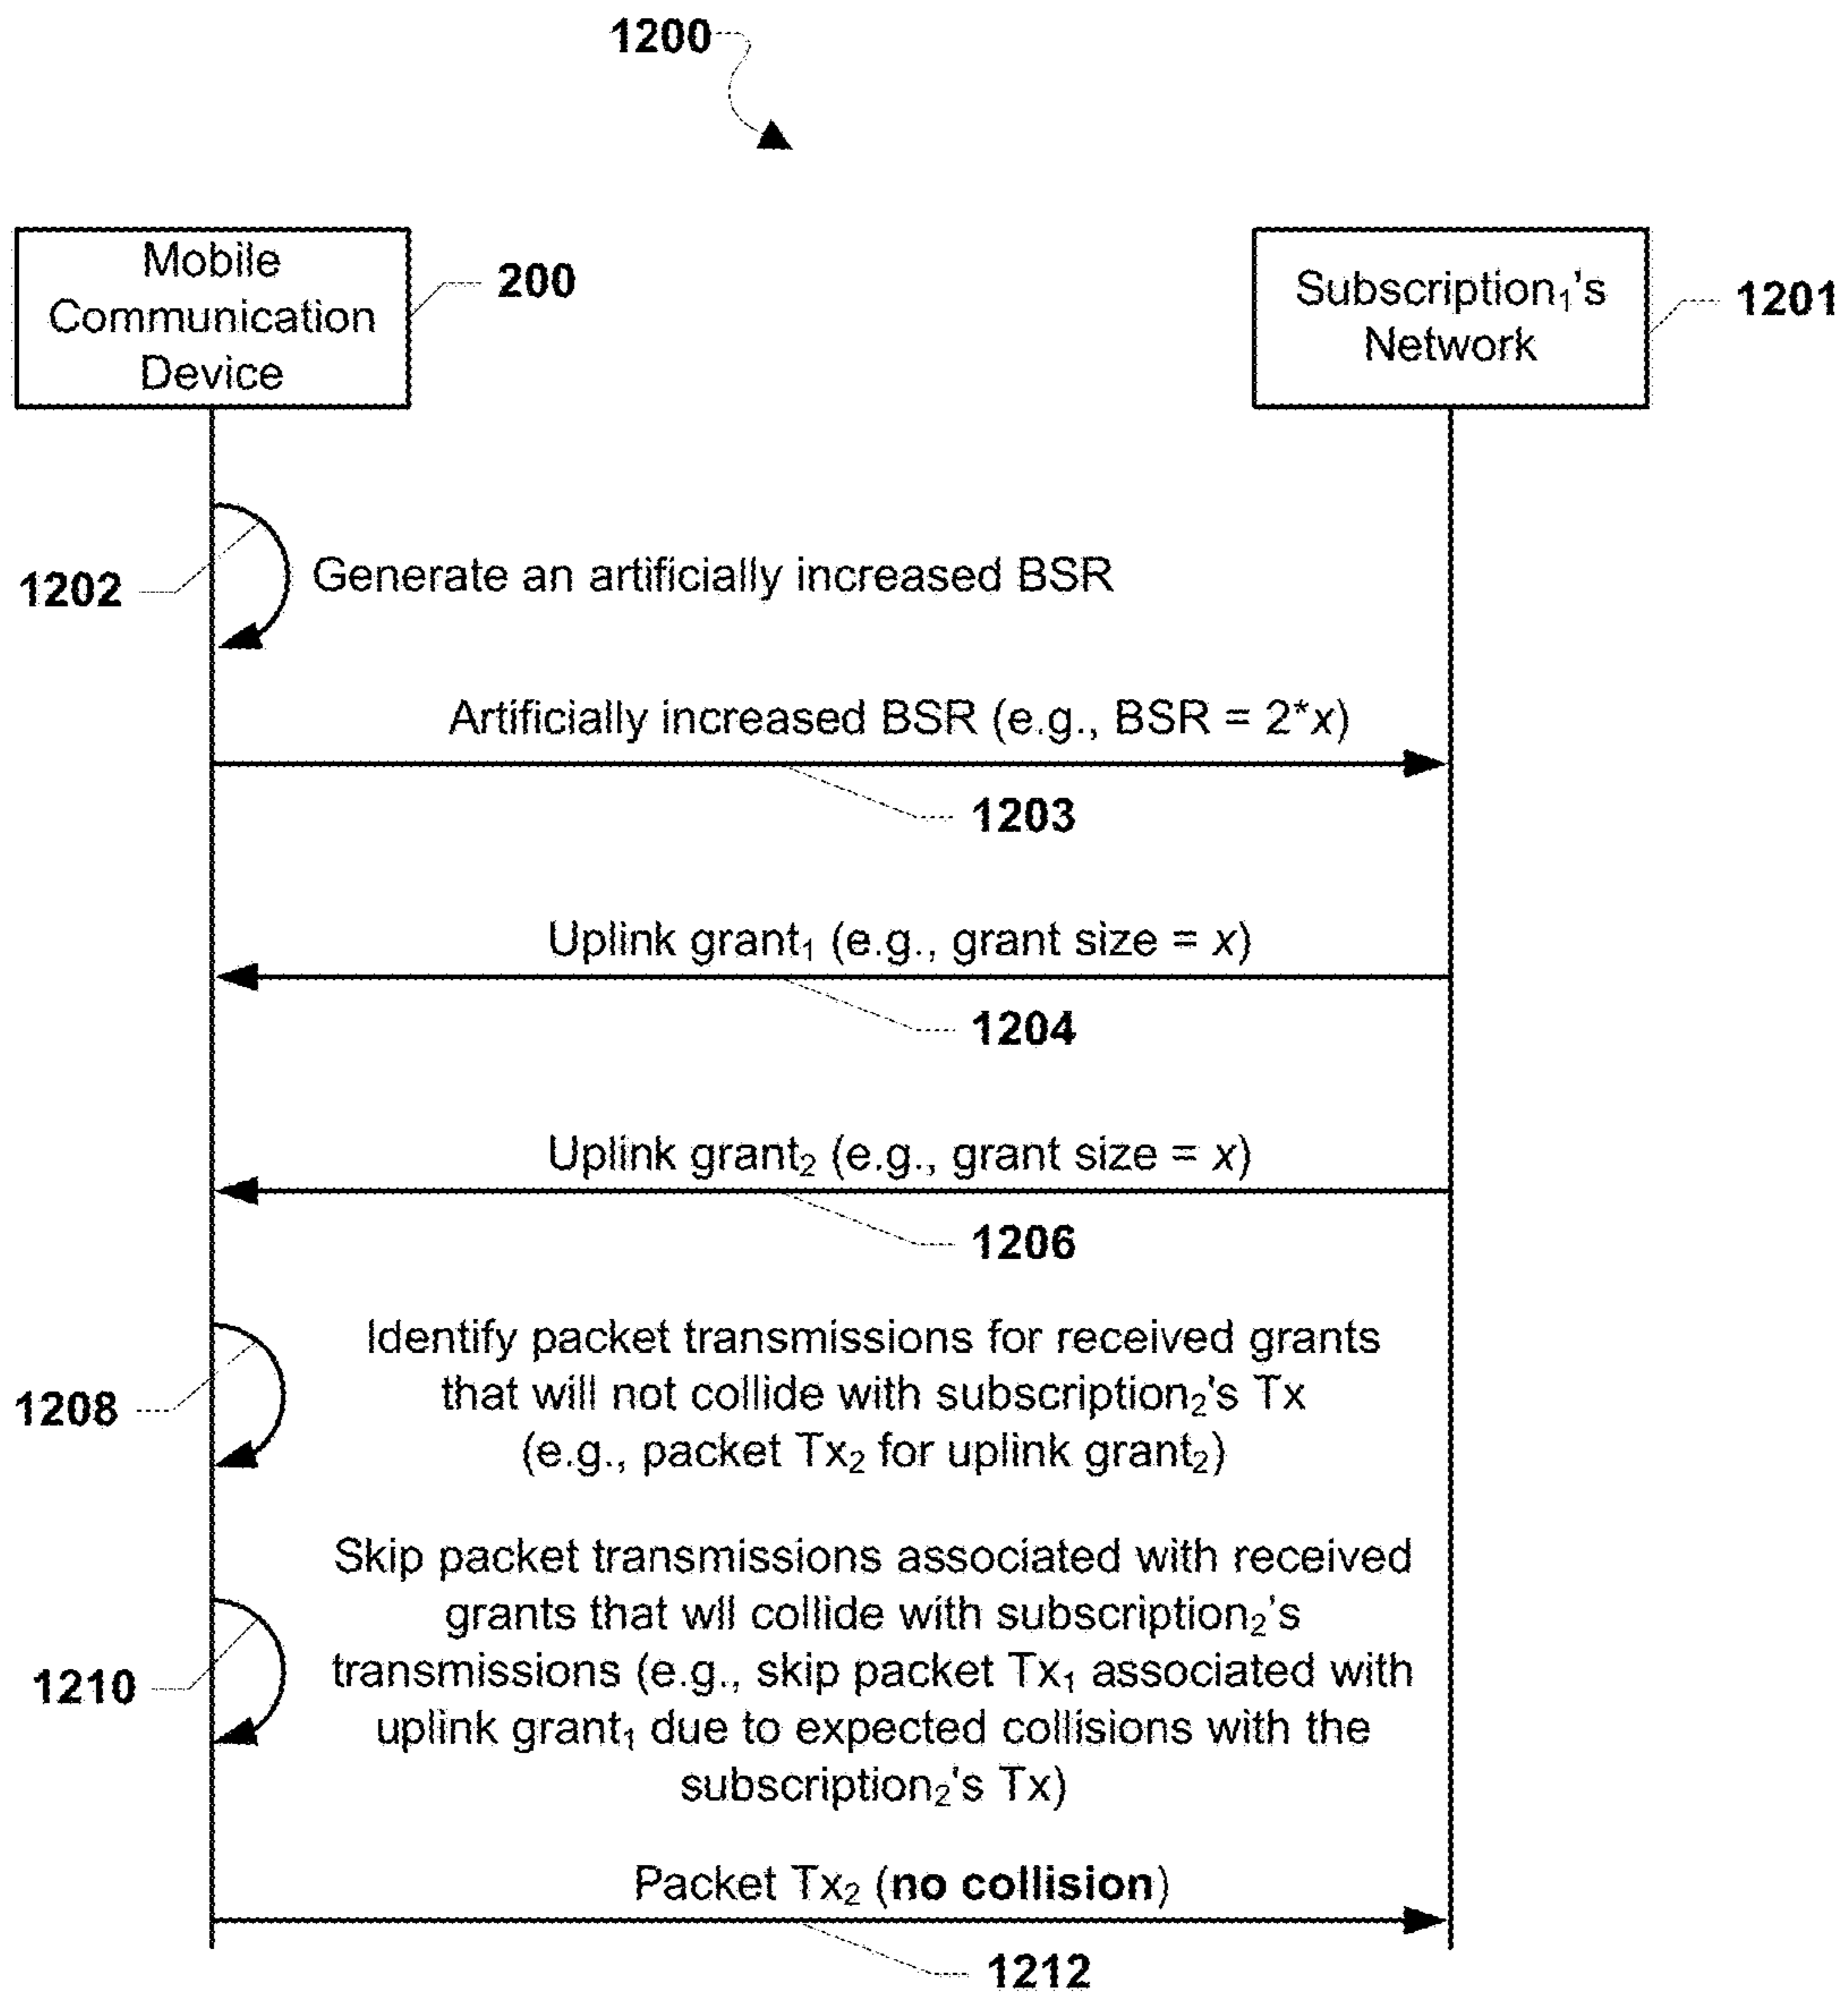 1200
Mobile
Communication
Device
200
Subscription₁'s
Network
1201
1202
Generate an artificially increased BSR
Artificially increased BSR (e.g., BSR = 2*x)
1203
Uplink grant₁ (e.g., grant size = x)
1204
Uplink grant₂ (e.g., grant size = x)
1206
1208
Identify packet transmissions for received grants
that will not collide with subscription₂'s Tx
(e.g., packet Tx₂ for uplink grant₂)
1210
Skip packet transmissions associated with received
grants that wll collide with subscription₂'s
transmissions (e.g., skip packet Tx₁ associated with
uplink grant₁ due to expected collisions with the
subscription₂'s Tx)
Packet Tx₂ (no collision)
1212